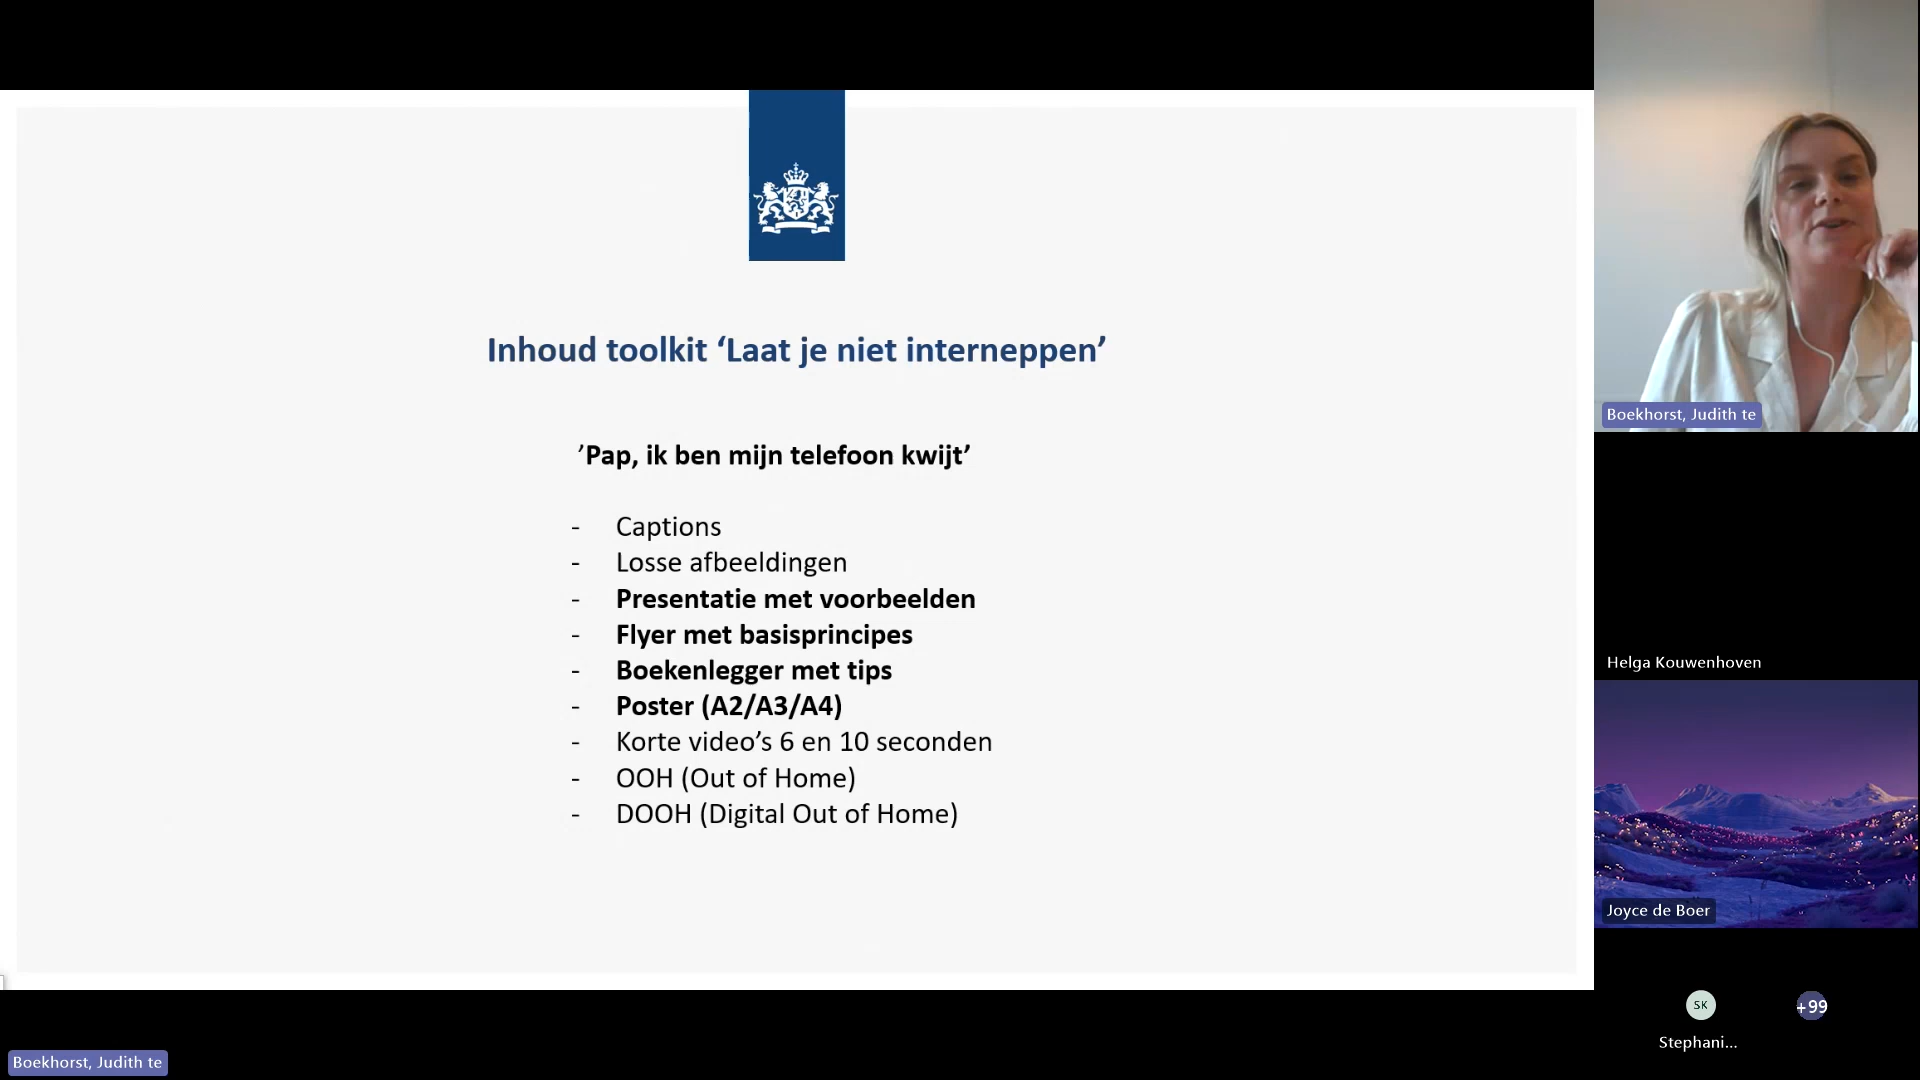 Inhoud toolkit ‘Laat je niet interneppen’
’Pap, ik ben mijn telefoon kwijt’
- Captions
- Losse afbeeldingen
- Presentatie met voorbeelden
- Flyer met basisprincipes
- Boekenlegger met tips
- Poster (A2/A3/A4)
- Korte video’s 6 en 10 seconden
- OOH (Out of Home)
- DOOH (Digital Out of Home)
Boekhorst, Judith te
Helga Kouwenhoven
Joyce de Boer
SK
+99
Stephani...
Boekhorst, Judith te